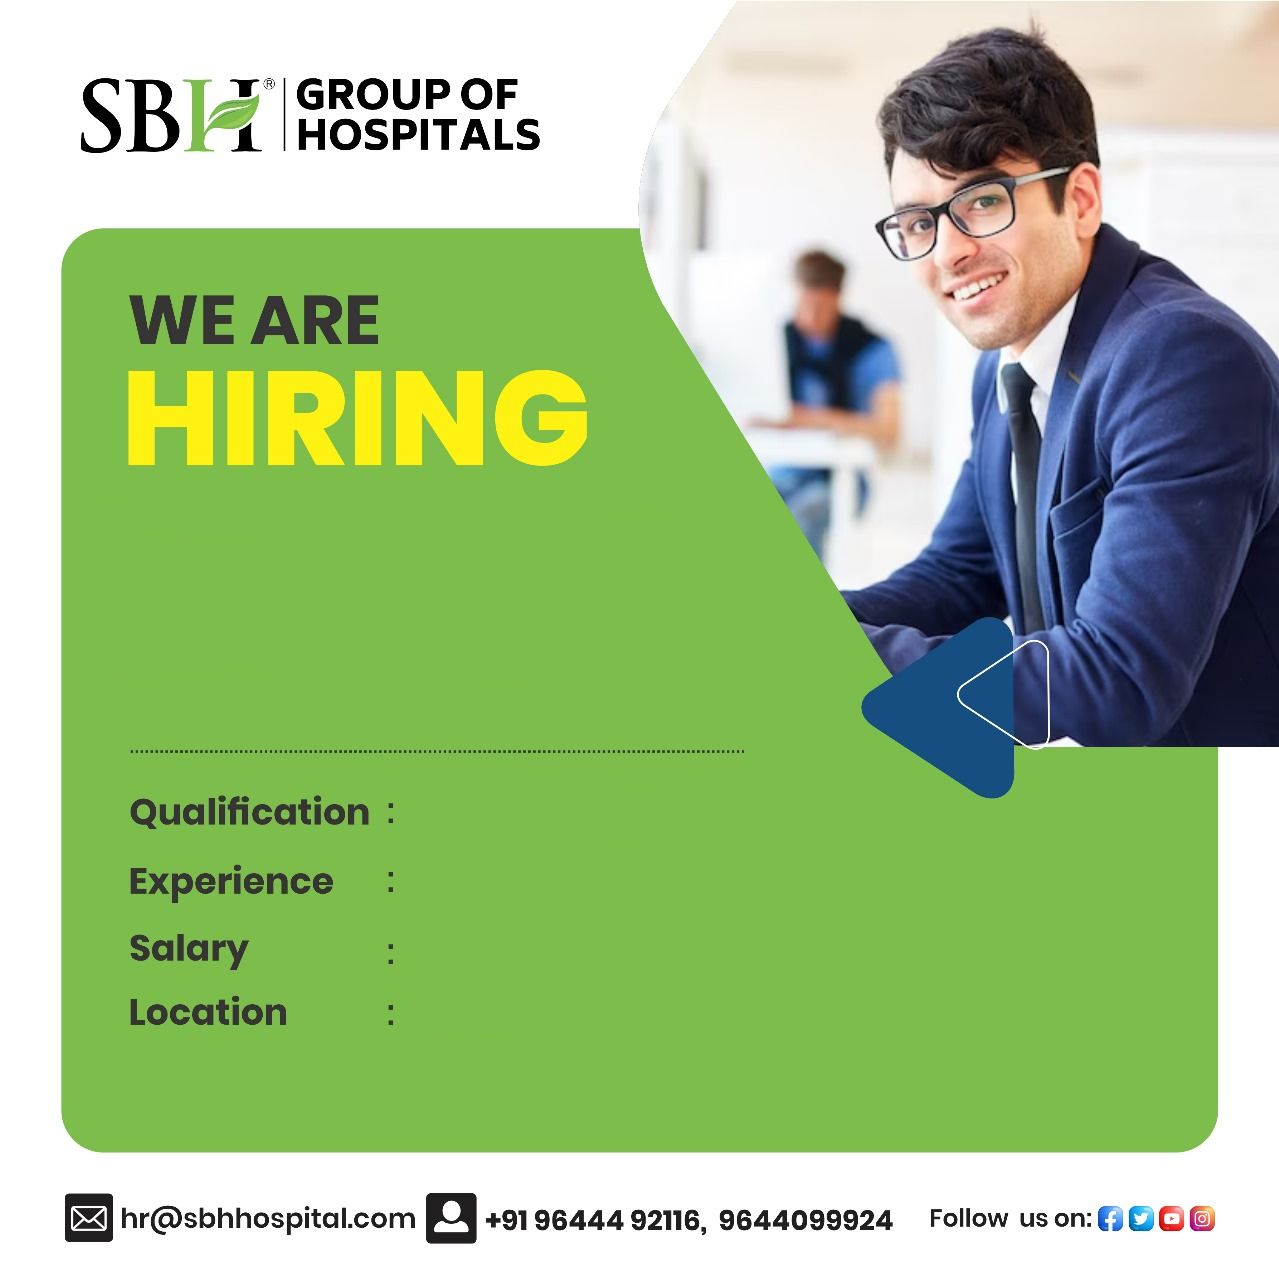 SBH® GROUP OF
HOSPITALS
WE ARE
HIRING
Qualification :
Experience :
Salary :
Location :
hr@sbhhospital.com +91 96444 92116, 9644099924 Follow us on: